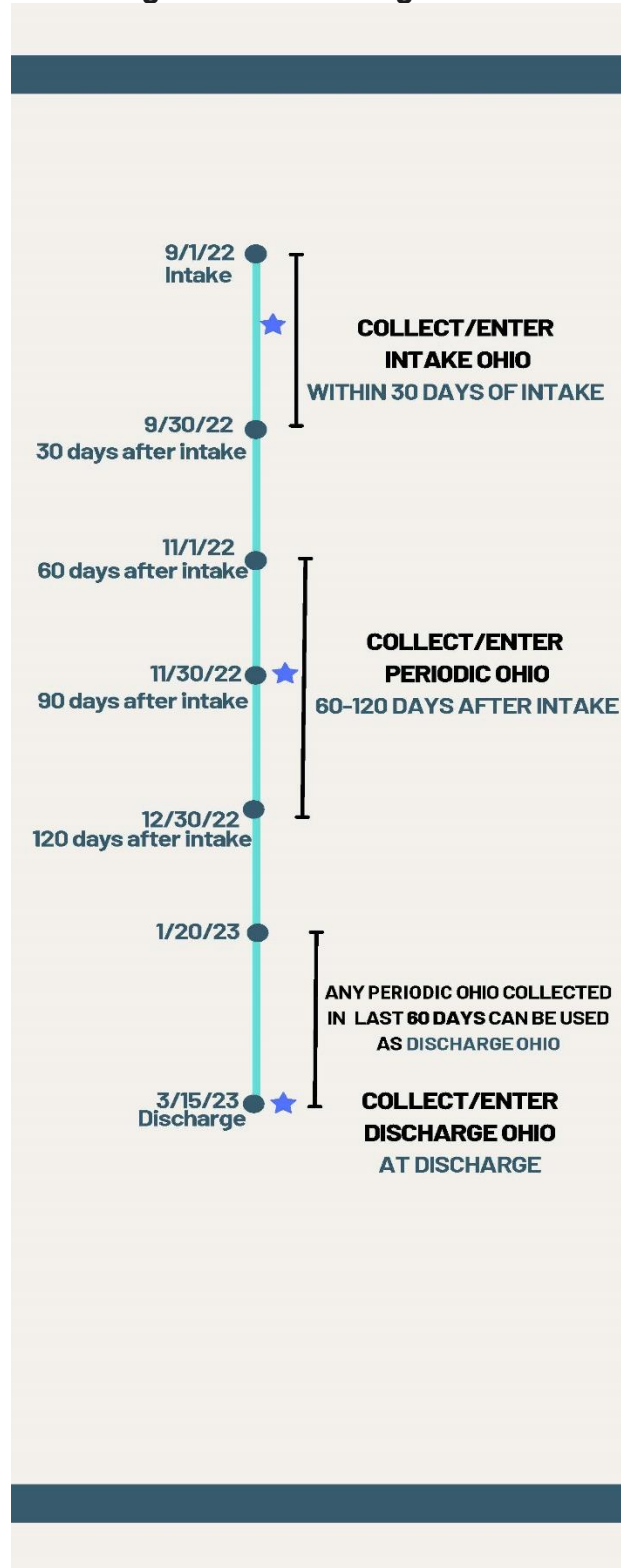 9/1/22
Intake
COLLECT/ENTER
INTAKE OHIO
WITHIN 30 DAYS OF INTAKE
9/30/22
30 days after intake
11/1/22
60 days after intake
COLLECT/ENTER
PERIODIC OHIO
60-120 DAYS AFTER INTAKE
11/30/22
90 days after intake
12/30/22
120 days after intake
1/20/23
ANY PERIODIC OHIO COLLECTED
IN LAST 60 DAYS CAN BE USED
AS DISCHARGE OHIO
3/15/23
Discharge
COLLECT/ENTER
DISCHARGE OHIO
AT DISCHARGE